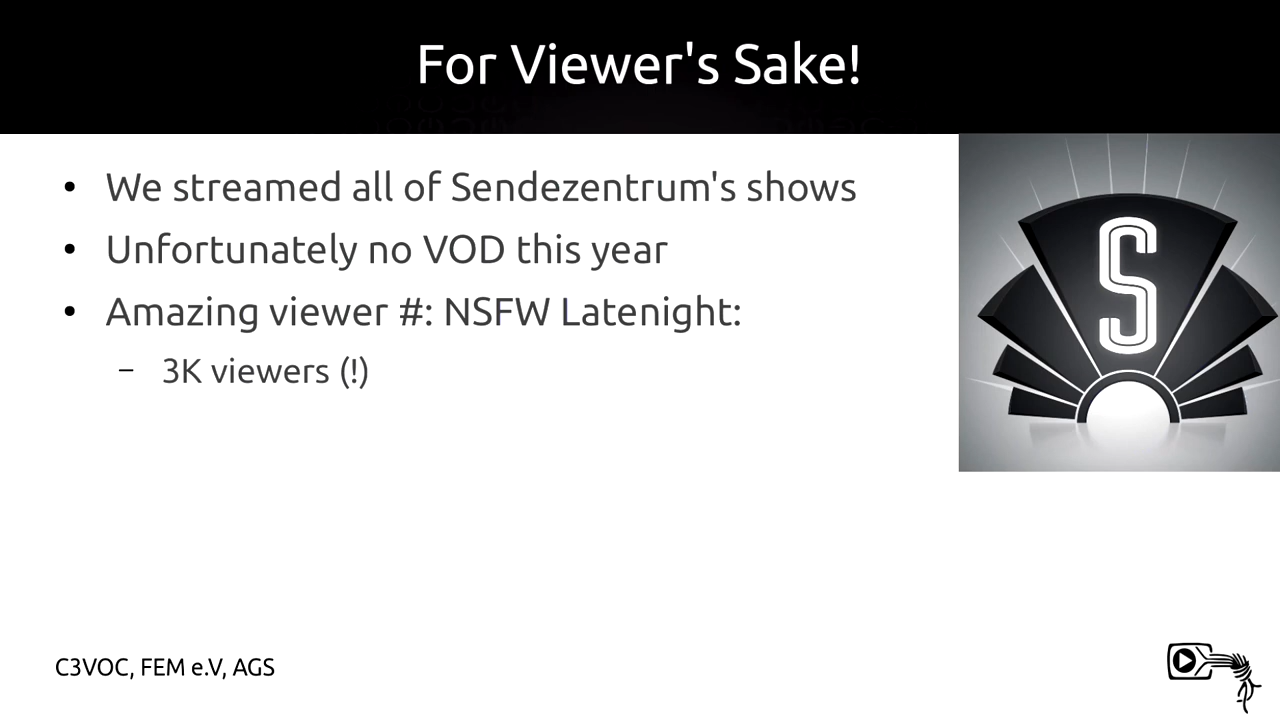 For Viewer's Sake!
• We streamed all of Sendezentrum's shows
• Unfortunately no VOD this year
• Amazing viewer #: NSFW Latenight:
– 3K viewers (!)
S
C3VOC, FEM e.V, AGS